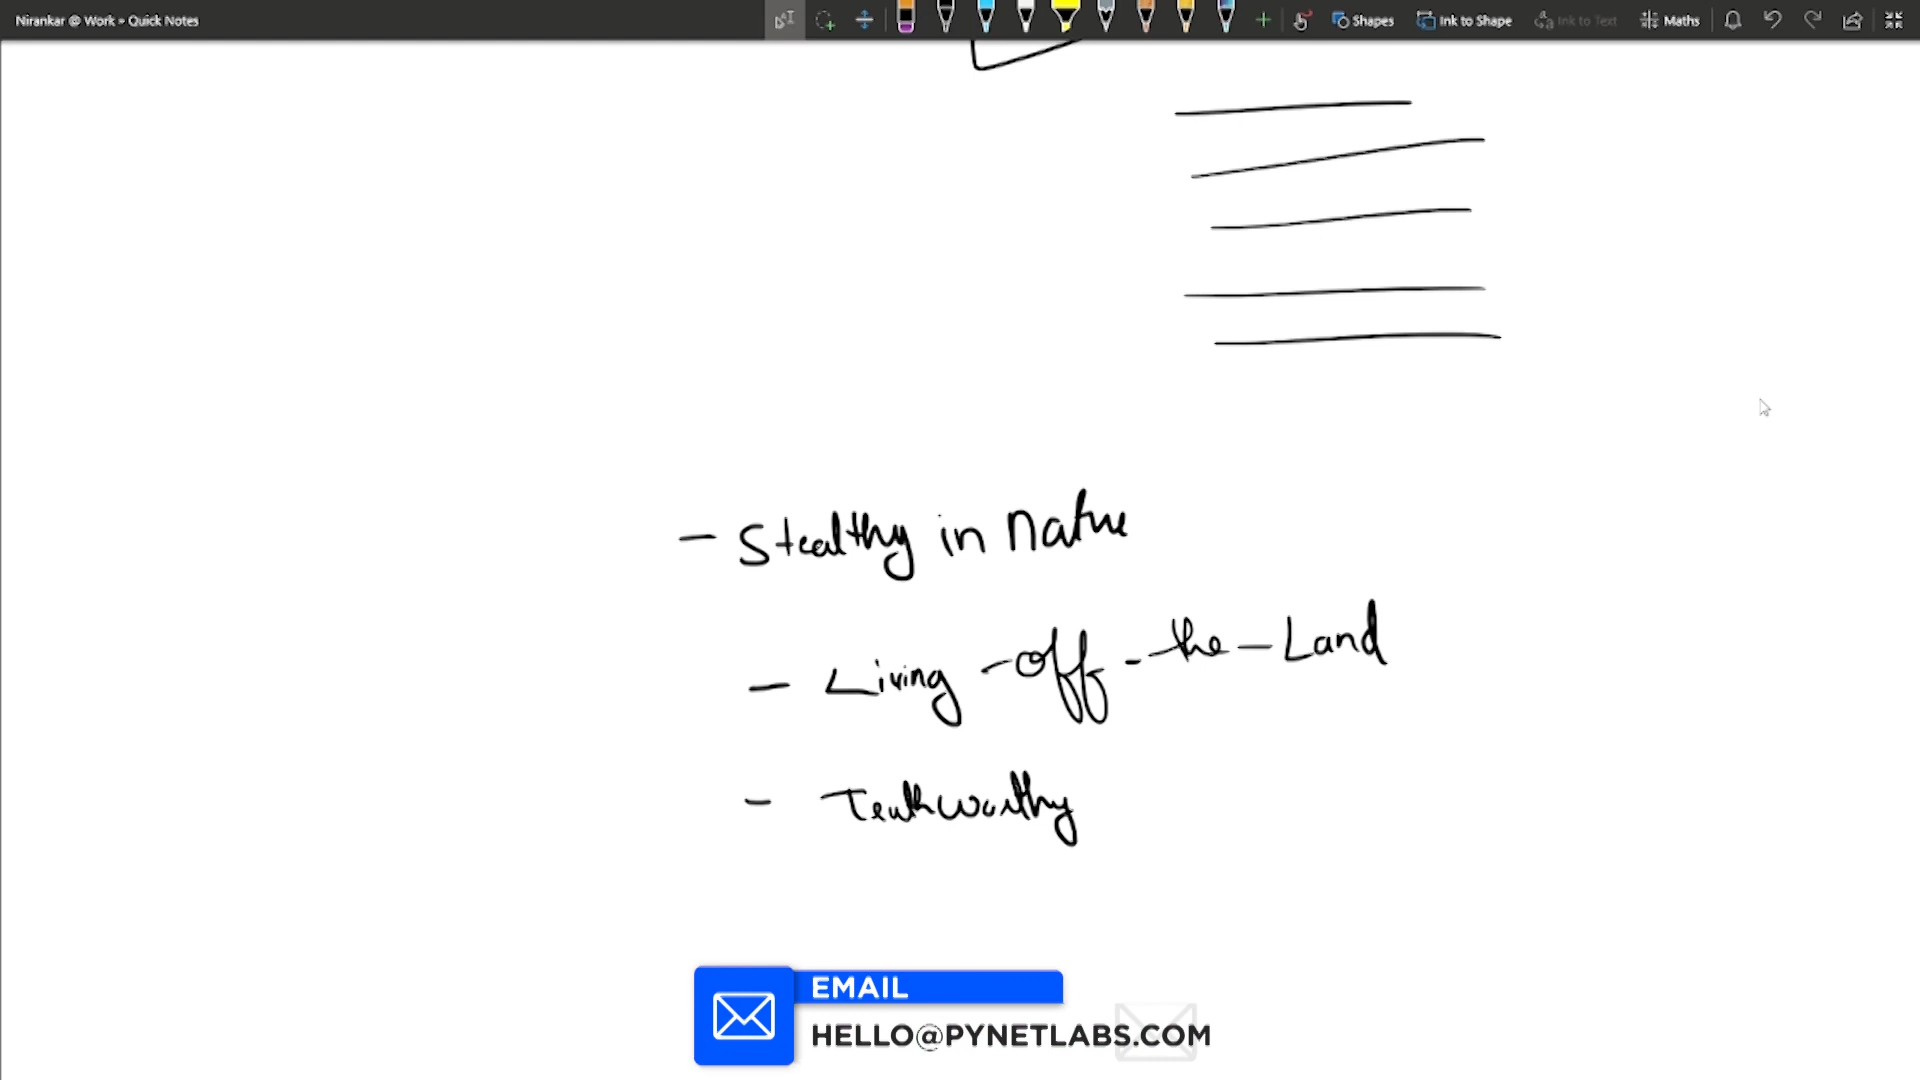 Nirankar @ Work » Quick Notes
Shapes
Ink to Shape
Ink to Text
Maths
- Stealthy in Nature
- Living-off-the-Land
-
EMAIL
HELLO@PYNETLABS.COM